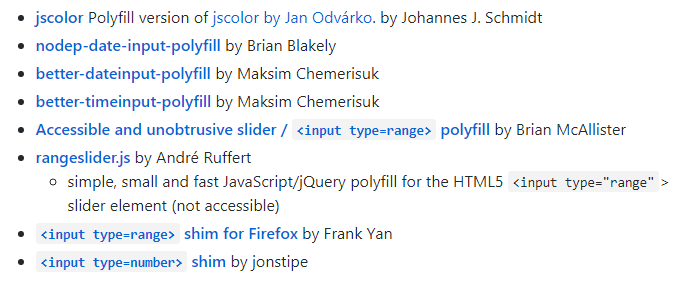 jscolor Polyfill version of jscolor by Jan Odvárko. by Johannes J. Schmidt
nodep-date-input-polyfill by Brian Blakely
better-dateinput-polyfill by Maksim Chemerisuk
better-timeinput-polyfill by Maksim Chemerisuk
Accessible and unobtrusive slider / <input type=range> polyfill by Brian McAllister
rangeslider.js by André Ruffert
simple, small and fast JavaScript/jQuery polyfill for the HTML5 <input type="range" >
slider element (not accessible)
<input type=range> shim for Firefox by Frank Yan
<input type=number> shim by jonstipe